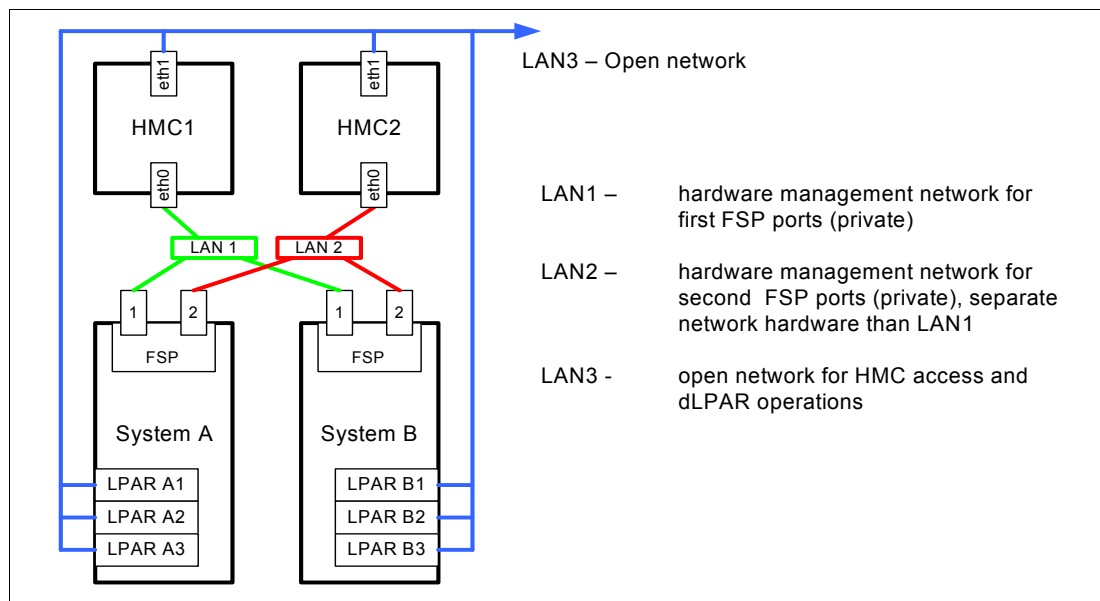 LAN3 – Open network
eth1
eth1
HMC1
HMC2
eth0
eth0
LAN 1
LAN 2
1
2
1
2
FSP
FSP
System A
System B
LPAR A1
LPAR A2
LPAR A3
LPAR B1
LPAR B2
LPAR B3
LAN1 – hardware management network for
first FSP ports (private)
LAN2 – hardware management network for
second FSP ports (private), separate
network hardware than LAN1
LAN3 - open network for HMC access and
dLPAR operations